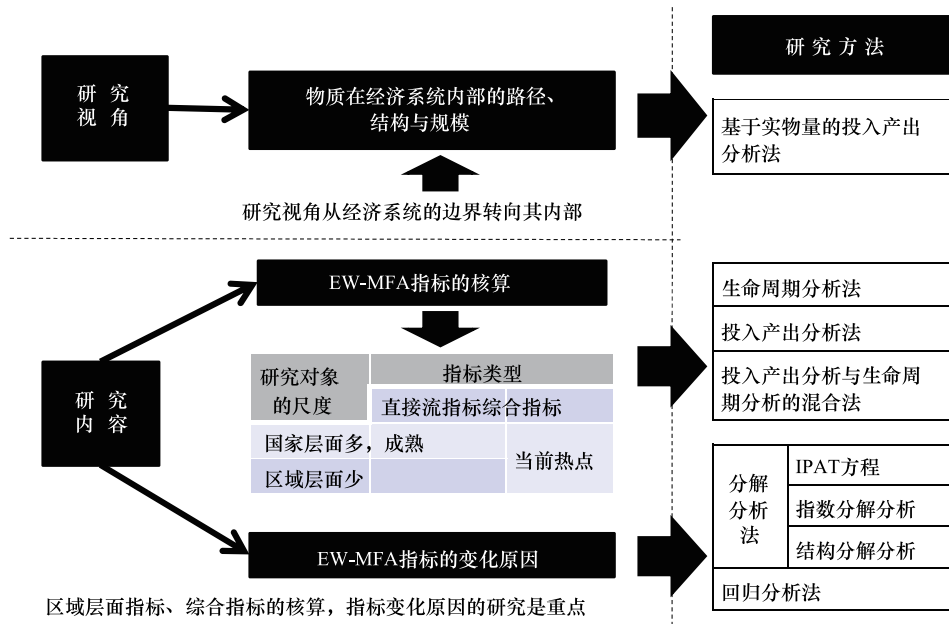 研 究
视 角
物质在经济系统内部的路径、
结构与规模
研究视角从经济系统的边界转向其内部
研 究 方 法
基于实物量的投入产出
分析法
研 究
内 容
EW-MFA指标的核算
研究对象
的尺度
指标类型
直接流指标综合指标
国家层面多，成熟
区域层面少
当前热点
EW-MFA指标的变化原因
区域层面指标、综合指标的核算，指标变化原因的研究是重点
生命周期分析法
投入产出分析法
投入产出分析与生命周
期分析的混合法
分解
分析
法
IPAT方程
指数分解分析
结构分解分析
回归分析法